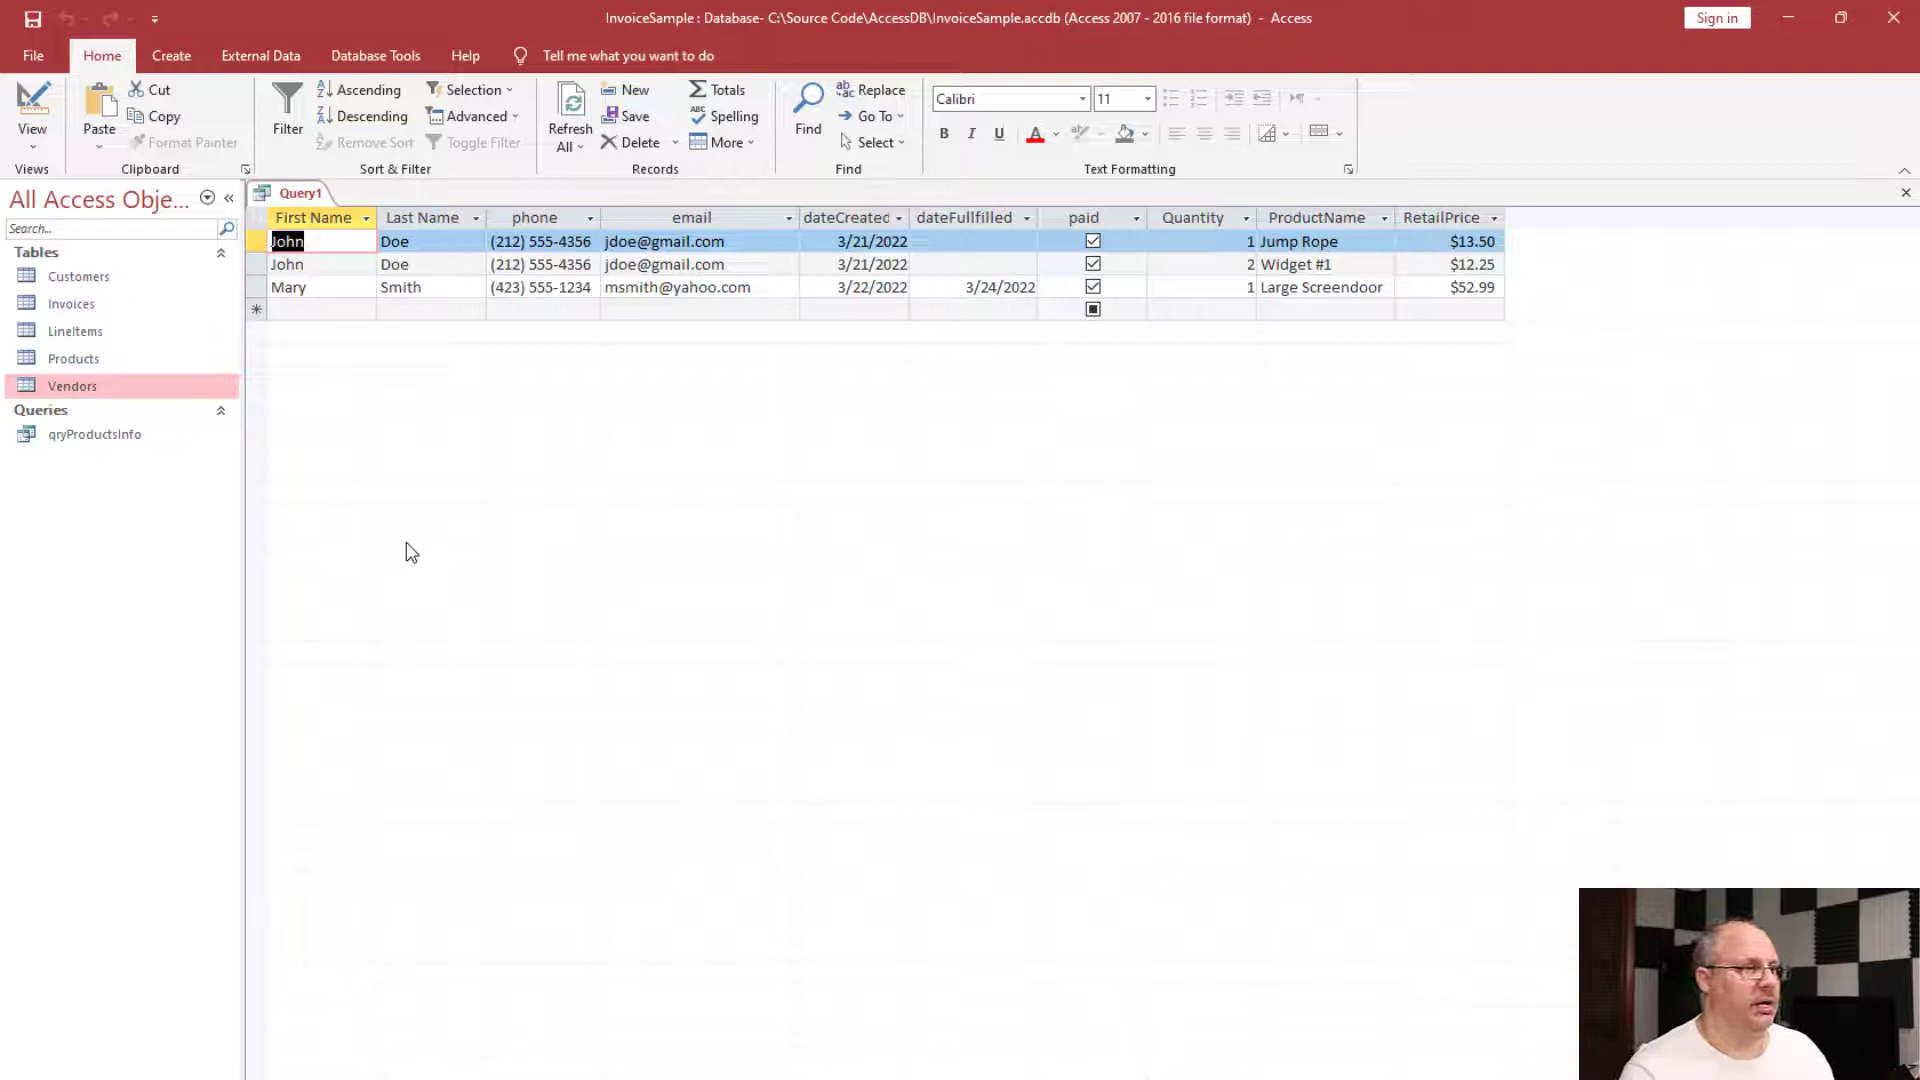 InvoiceSample : Database- C:\Source Code\AccessDB\InvoiceSample.accdb (Access 2007 - 2016 file format) - Access
Sign in
File Home Create External Data Database Tools Help Tell me what you want to do
View
Paste
Cut
Copy
Format Painter
Filter
Ascending
Descending
Remove Sort
Selection
Advanced
Toggle Filter
Refresh
All
New
Save
Delete
Totals
Spelling
More
Find
Replace
Go To
Select
Calibri 11
B I U A
Views Clipboard Sort & Filter Records Find Text Formatting
All Access Obje...
Search...
Tables
Customers
Invoices
LineItems
Products
Vendors
Queries
qryProductsInfo
Query1
First Name Last Name phone email dateCreated dateFullfilled paid Quantity ProductName RetailPrice
John Doe (212) 555-4356 jdoe@gmail.com 3/21/2022 1 Jump Rope $13.50
John Doe (212) 555-4356 jdoe@gmail.com 3/21/2022 2 Widget #1 $12.25
Mary Smith (423) 555-1234 msmith@yahoo.com 3/22/2022 3/24/2022 1 Large Screendoor $52.99